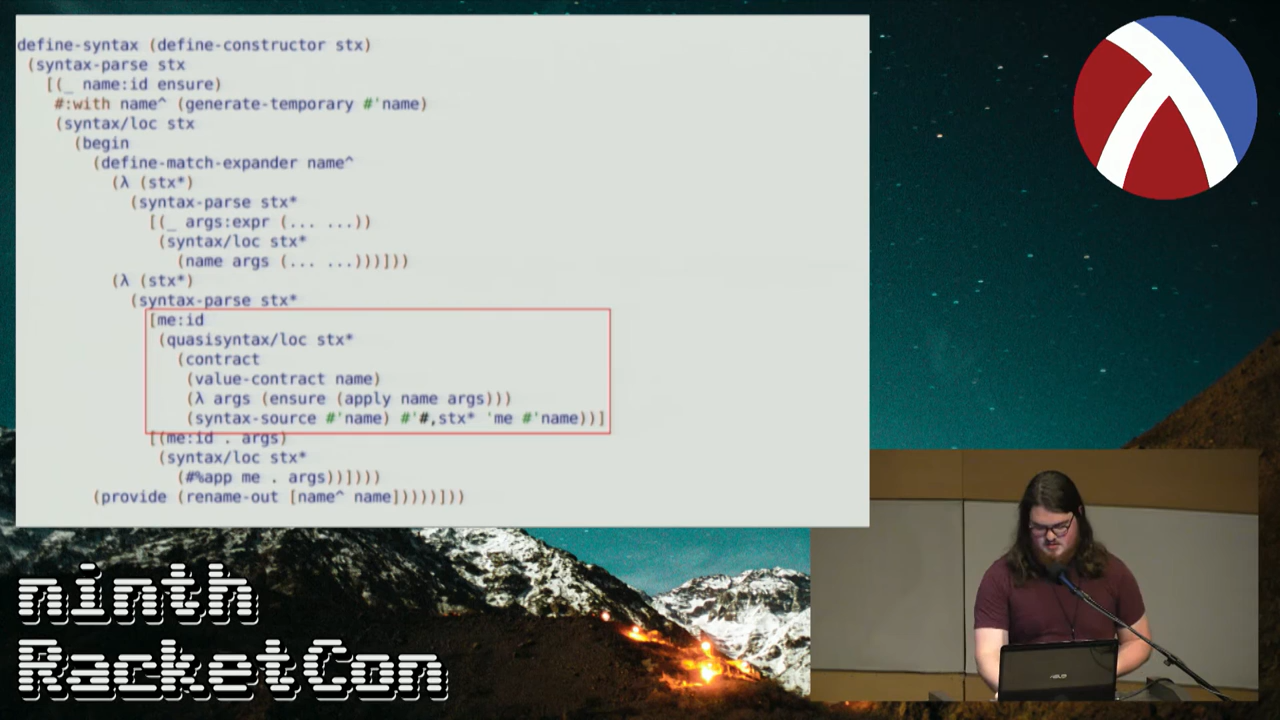 define-syntax (define-constructor stx)
(syntax-parse stx
[(_ name:id ensure)
#:with name^ (generate-temporary #'name)
(syntax/loc stx
(begin
(define-match-expander name^
(λ (stx*)
(syntax-parse stx*
[(_ args:expr (... ...))
(syntax/loc stx*
(name args (... ...)))]))
(λ (stx*)
(syntax-parse stx*
[me:id
(quasisyntax/loc stx*
(contract
(value-contract name)
(λ args (ensure (apply name args)))
(syntax-source #'name) #'#,stx* 'me #'name))]
[(me:id . args)
(syntax/loc stx*
(#%app me . args))])))
(provide (rename-out [name^ name]))))]))
ninth
RacketCon
ASUS